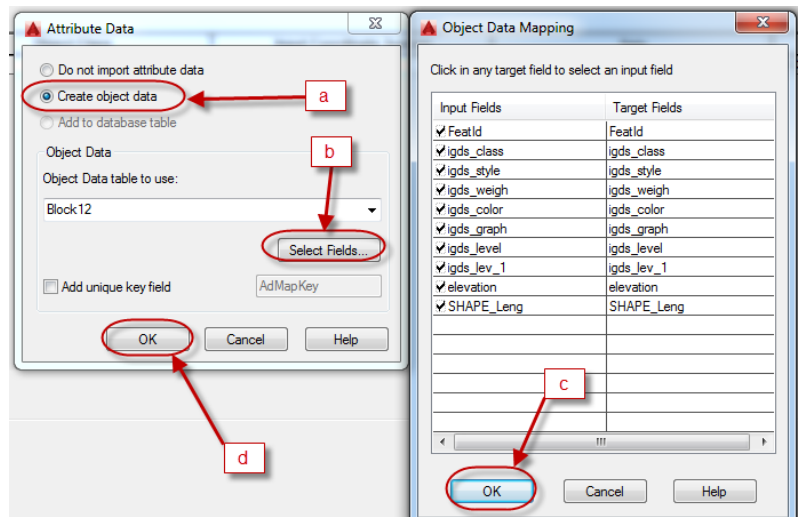 Attribute Data
Do not import attribute data
Create object data
a
Add to database table
Object Data
b
Object Data table to use:
Block12
Select Fields...
Add unique key field
AdMapKey
OK
Cancel
Help
d
Object Data Mapping
Click in any target field to select an input field
Input Fields
Target Fields
FeatId
FeatId
igds_class
igds_class
igds_style
igds_style
igds_weigh
igds_weigh
igds_color
igds_color
igds_graph
igds_graph
igds_level
igds_level
igds_lev_1
igds_lev_1
elevation
elevation
SHAPE_Leng
SHAPE_Leng
c
OK
Cancel
Help